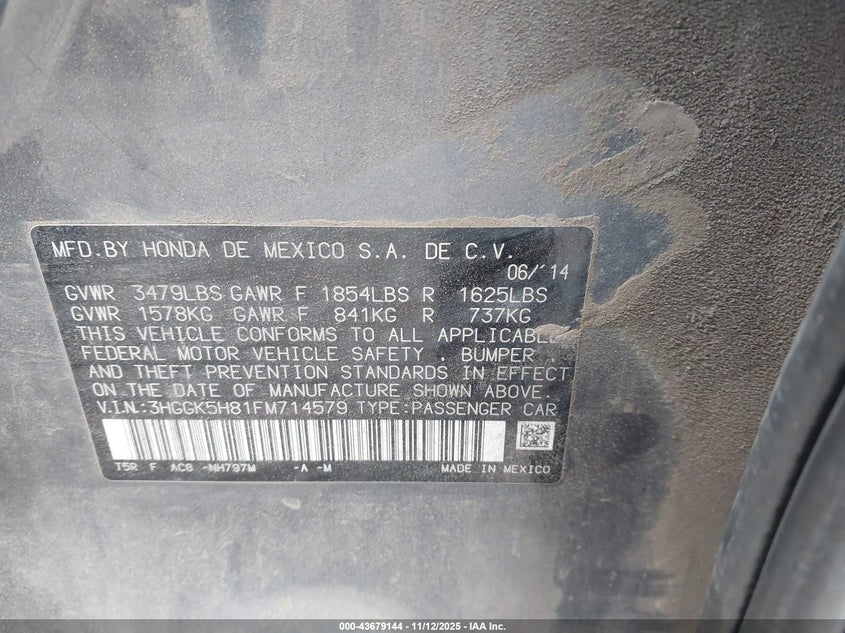 MFD.BY HONDA DE MEXICO S.A. DE C.V.
06/´14
GVWR 3479LBS GAWR F 1854LBS R 1625LBS
GVWR 1578KG GAWR F 841KG R 737KG
THIS VEHICLE CONFORMS TO ALL APPLICABLE
FEDERAL MOTOR VEHICLE SAFETY , BUMPER ,
AND THEFT PREVENTION STANDARDS IN EFFECT
ON THE DATE OF MANUFACTURE SHOWN ABOVE.
V.I.N.:3HGGK5H81FM714579 TYPE:PASSENGER CAR
T5R F AC8 -NH797M -A -M MADE IN MEXICO
000-43679144 - 11/12/2025 - IAA Inc.